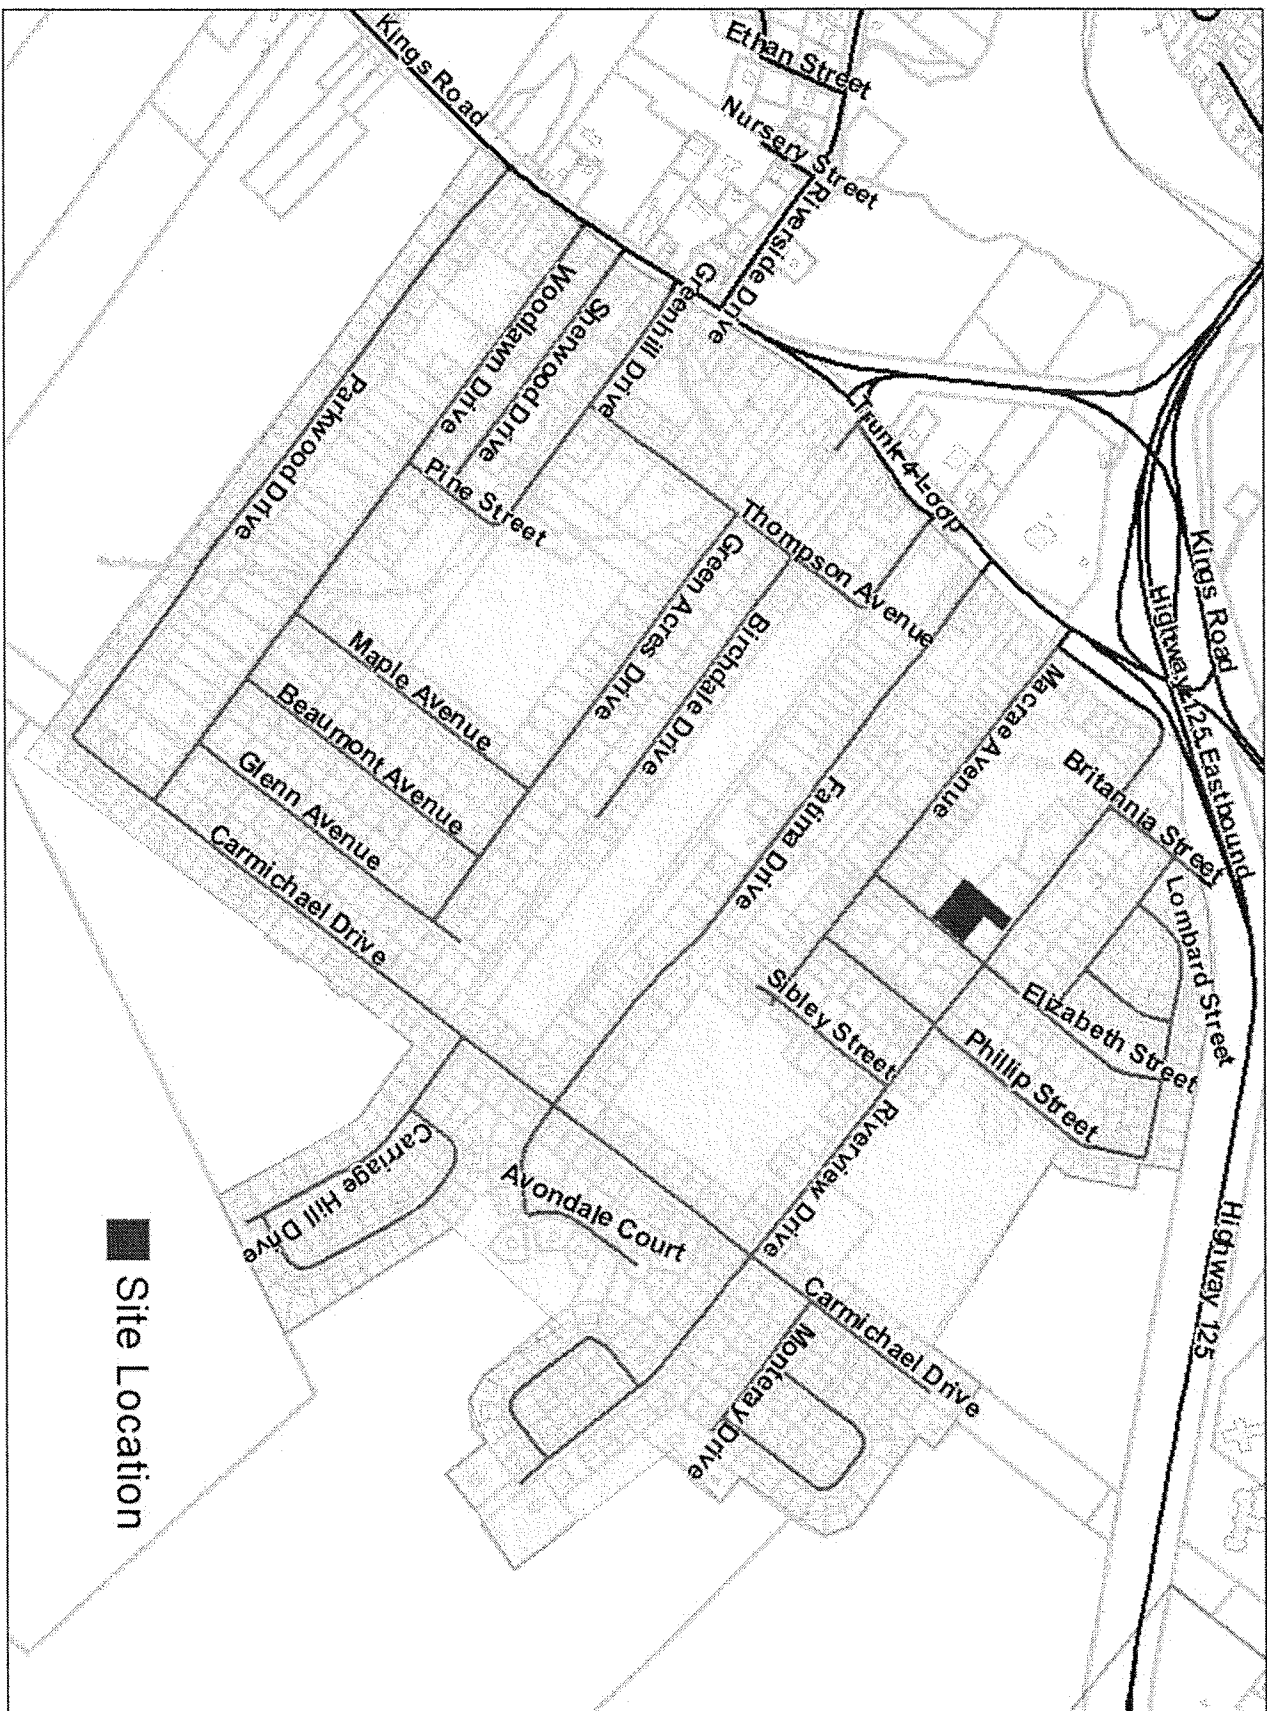 Kings Road
Ethan Street
Nursery Street
Riverside Drive
Greenhill Drive
Sherwood Drive
Woodlawn Drive
Parkwood Drive
Pine Street
Trunk 4 Loop
Thompson Avenue
Green Acres Drive
Birchdale Drive
Kings Road
Highway 125 Eastbound
Maple Avenue
Beaumont Avenue
Glenn Avenue
Carmichael Drive
Macrae Avenue
Britannia Street
Fatima Drive
Lombard Street
Elizabeth Street
Sibley Street
Phillip Street
Riverview Drive
Carriage Hill Drive
Avondale Court
Highway 125
Carmichael Drive
Monteray Drive
Site Location